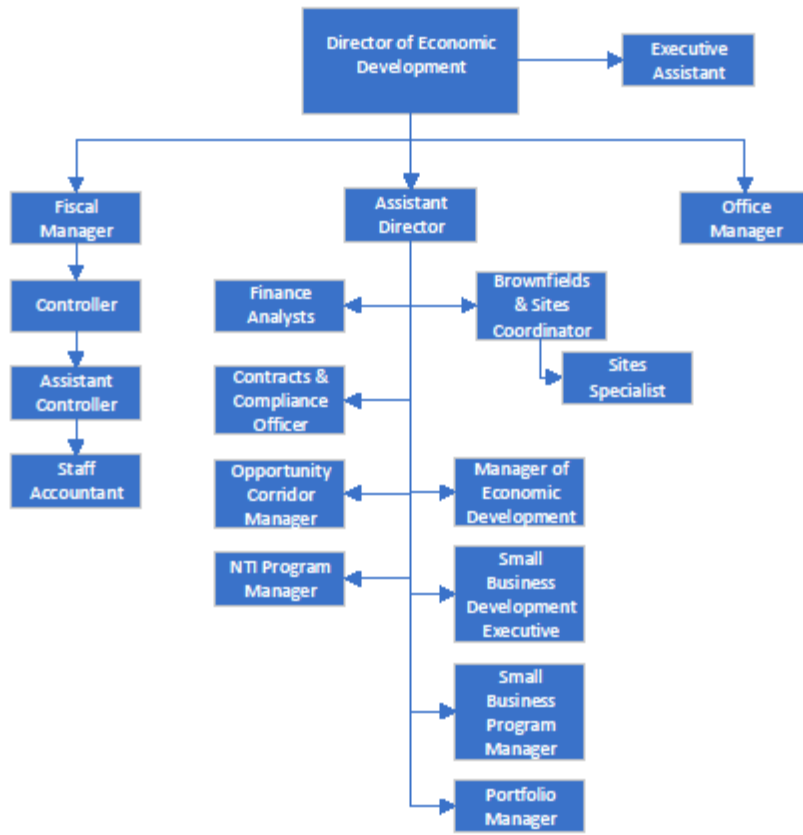 Director of Economic
Development
Executive
Assistant
Fiscal
Manager
Assistant
Director
Office
Manager
Controller
Finance
Analysts
Brownfields
& Sites
Coordinator
Assistant
Controller
Contracts &
Compliance
Officer
Sites
Specialist
Staff
Accountant
Opportunity
Corridor
Manager
Manager of
Economic
Development
NTI Program
Manager
Small
Business
Development
Executive
Small
Business
Program
Manager
Portfolio
Manager